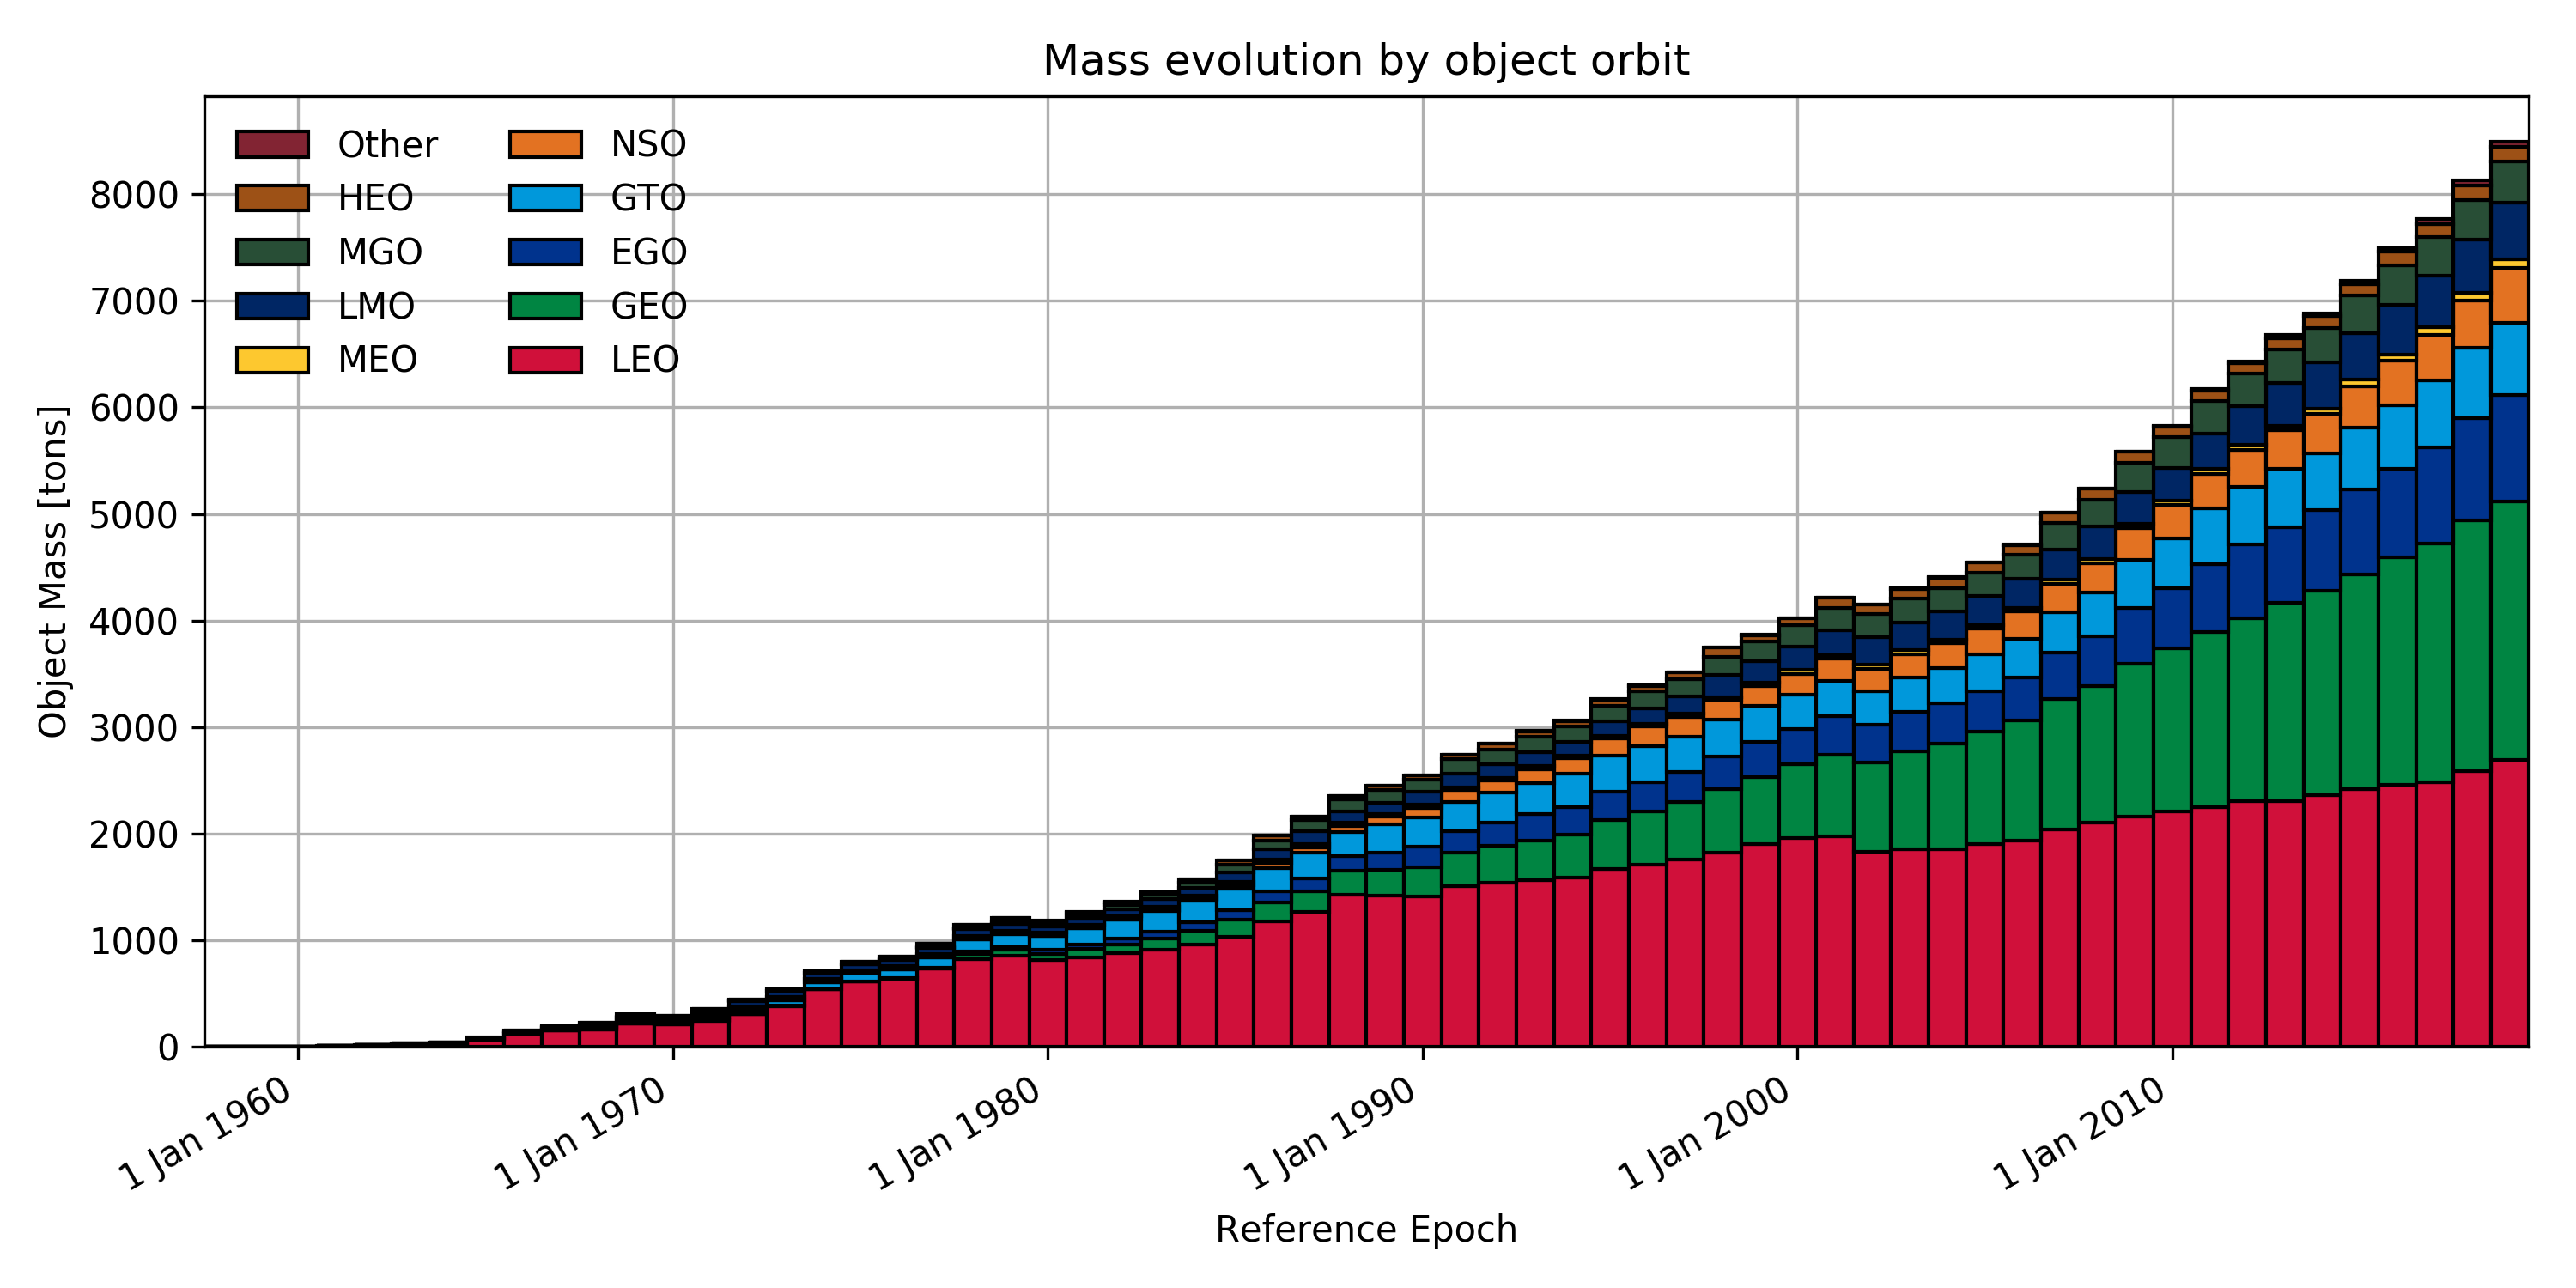 Mass evolution by object orbit
Other
HEO
MGO
LMO
MEO
NSO
GTO
EGO
GEO
LEO
Object Mass [tons]
8000
7000
6000
5000
4000
3000
2000
1000
0
1 Jan 1960
1 Jan 1970
1 Jan 1980
1 Jan 1990
1 Jan 2000
1 Jan 2010
Reference Epoch